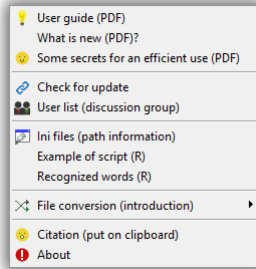 User guide (PDF)
What is new (PDF)?
Some secrets for an efficient use (PDF)
Check for update
User list (discussion group)
Ini files (path information)
Example of script (R)
Recognized words (R)
File conversion (introduction)
Citation (put on clipboard)
About